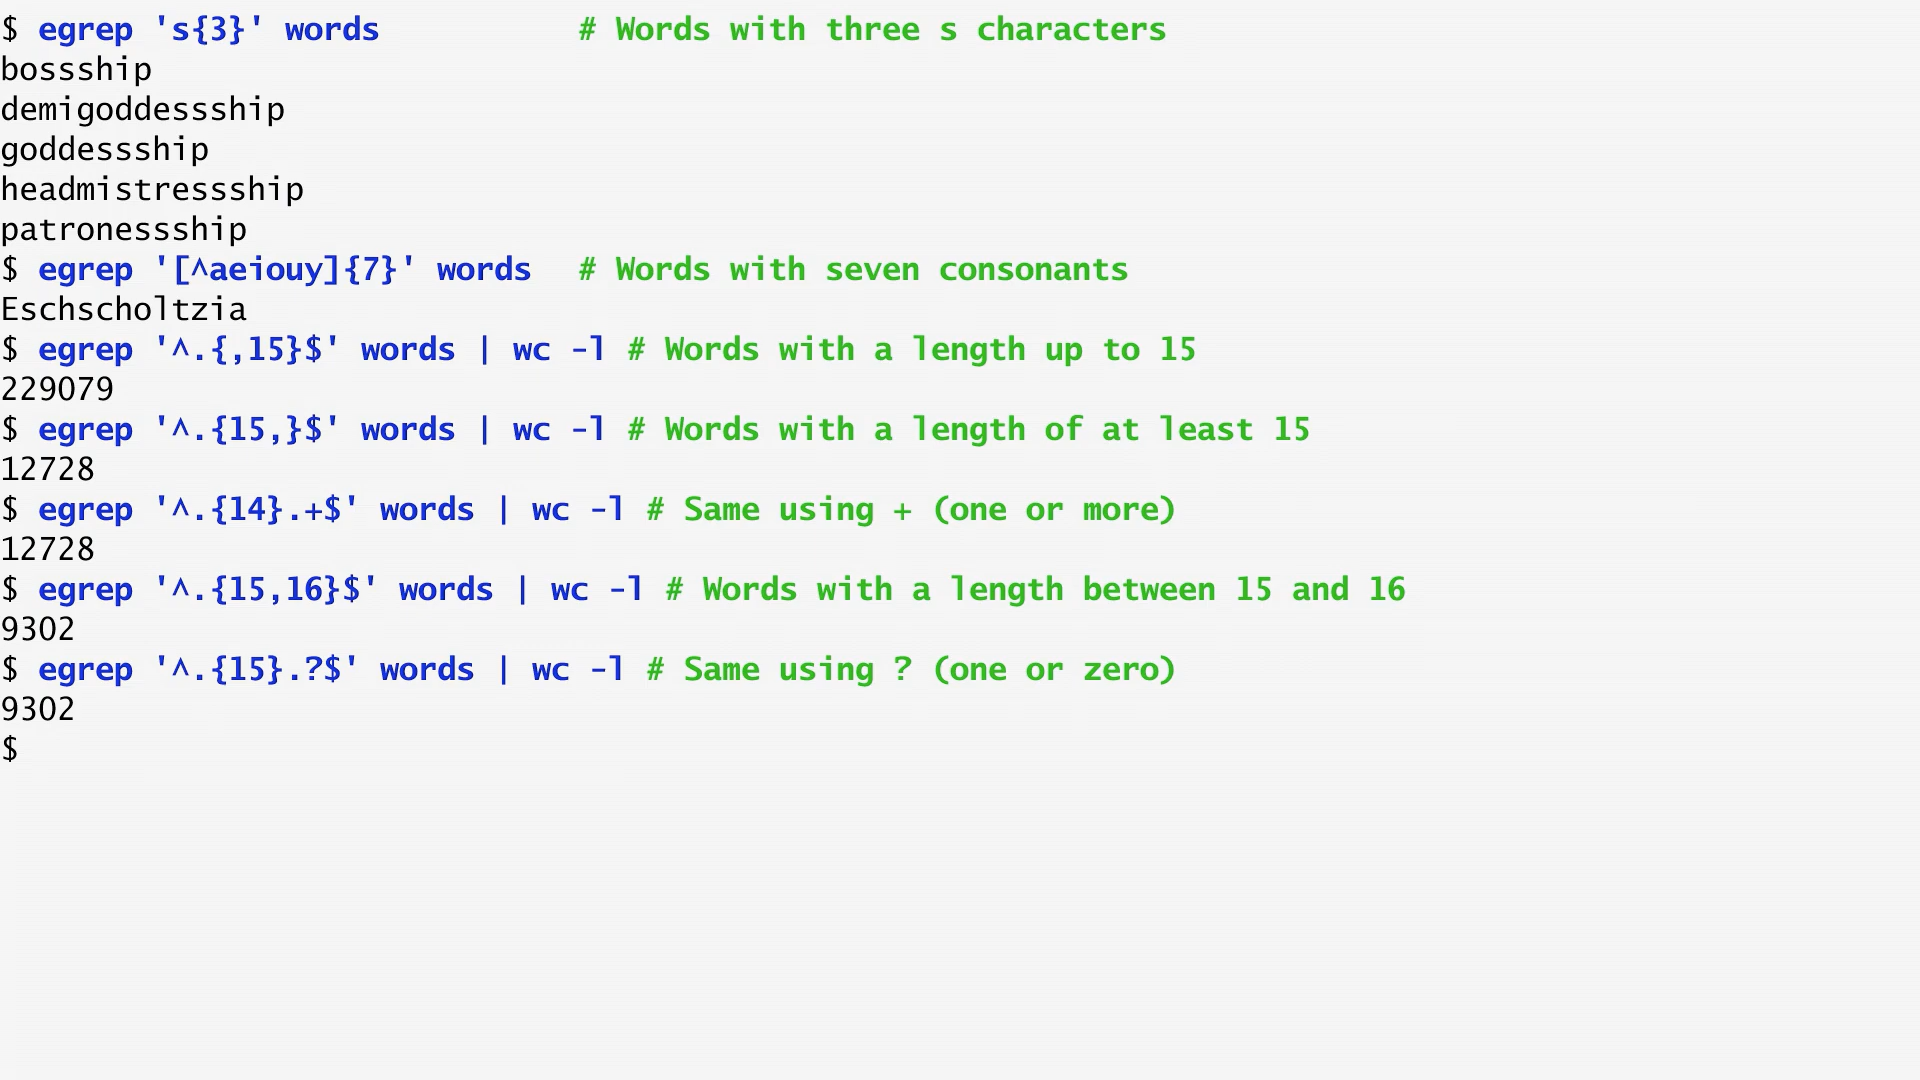 $ egrep 's{3}' words # Words with three s characters
bossship
demigoddessship
goddessship
headmistressship
patronessship
$ egrep '[^aeiouy]{7}' words # Words with seven consonants
Eschscholtzia
$ egrep '^.{,15}$' words | wc -l # Words with a length up to 15
229079
$ egrep '^.{15,}$' words | wc -l # Words with a length of at least 15
12728
$ egrep '^.{14}.+$' words | wc -l # Same using + (one or more)
12728
$ egrep '^.{15,16}$' words | wc -l # Words with a length between 15 and 16
9302
$ egrep '^.{15}.?$' words | wc -l # Same using ? (one or zero)
9302
$